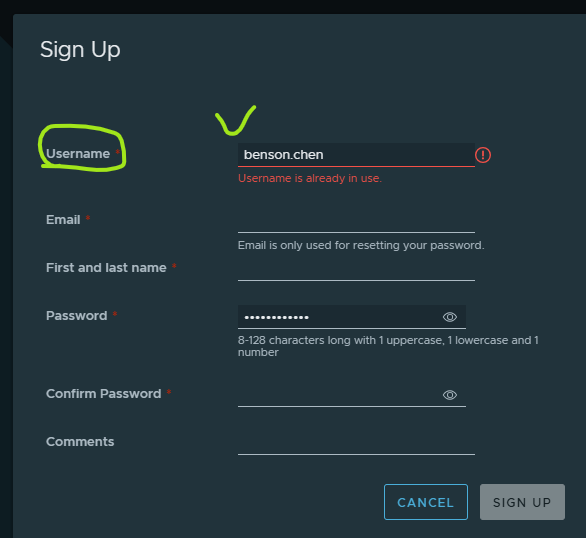 Sign Up
Username *
benson.chen
Username is already in use.
Email *
Email is only used for resetting your password.
First and last name *
Password *
••••••••••••
8-128 characters long with 1 uppercase, 1 lowercase and 1
number
Confirm Password *
Comments
CANCEL
SIGN UP